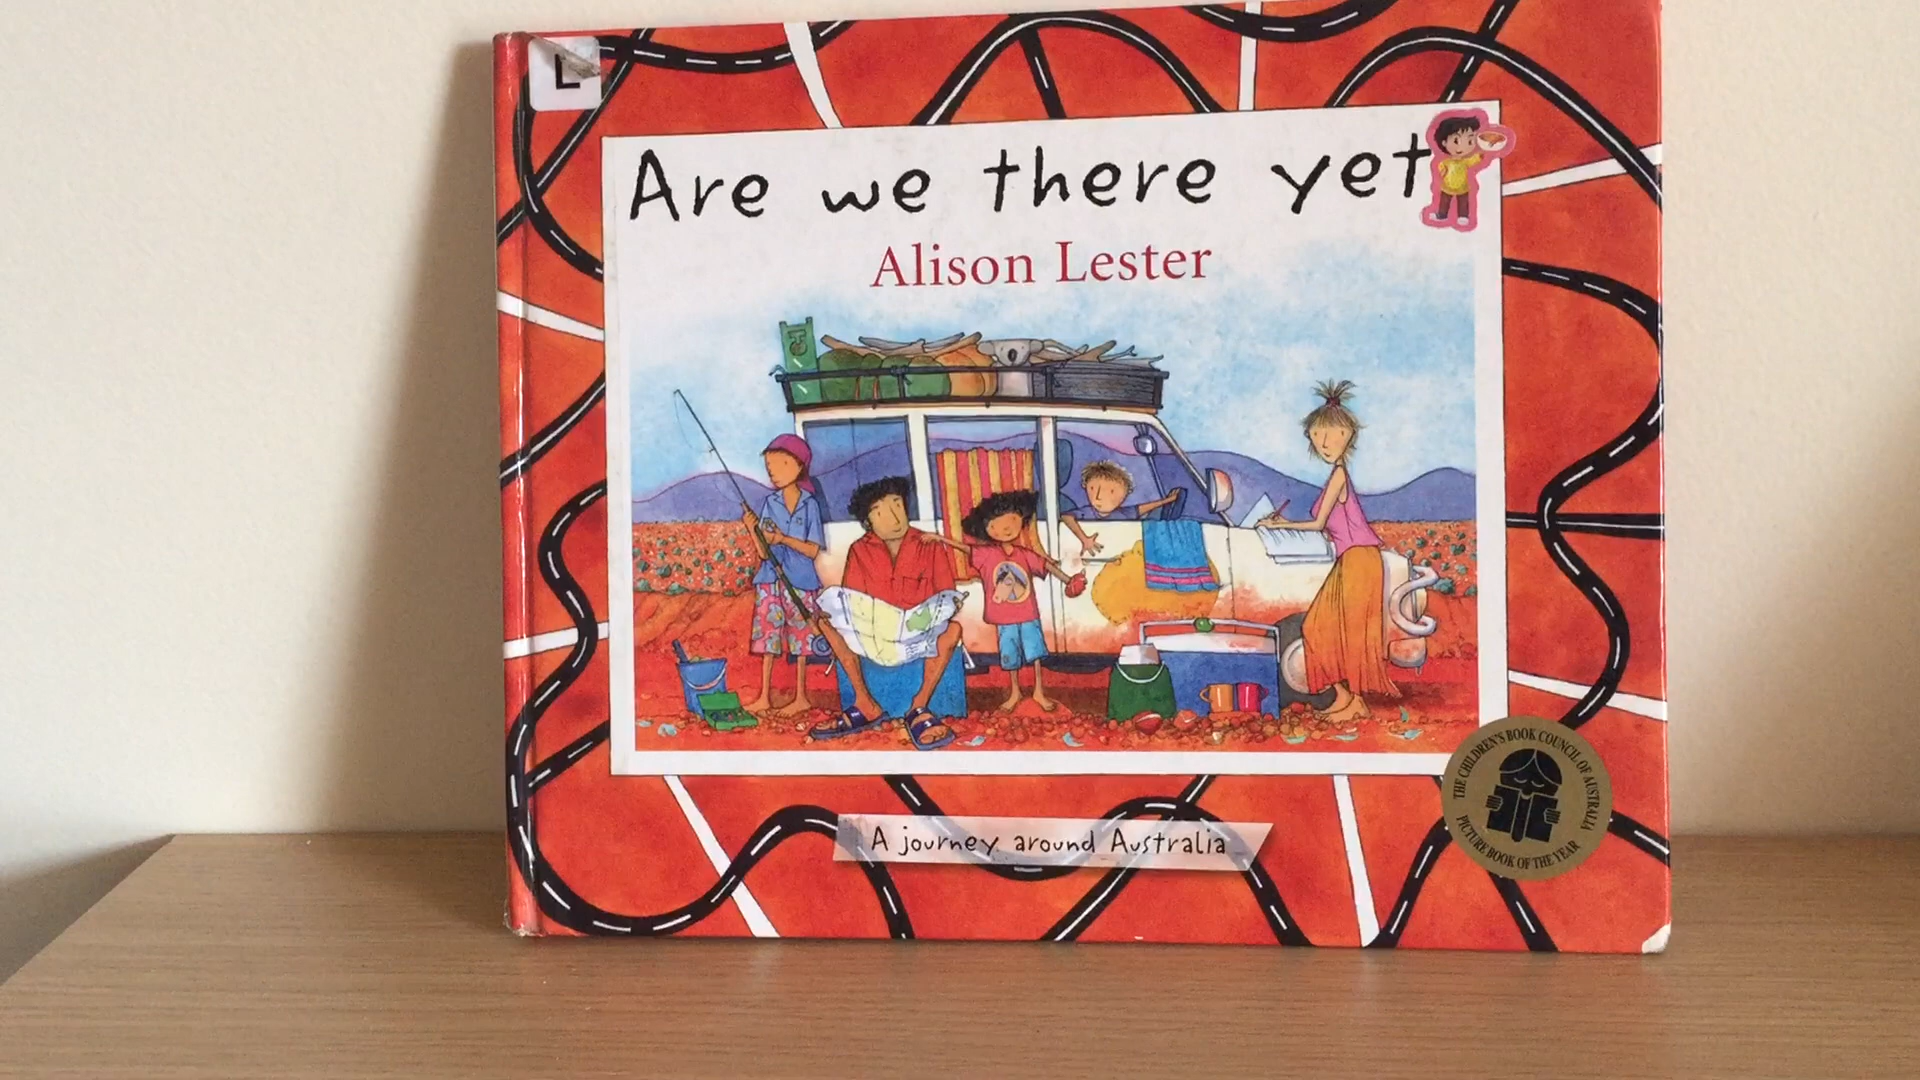 L
Are we there yet
Alison Lester
A journey around Australia
THE CHILDREN'S BOOK COUNCIL OF AUSTRALIA
PICTURE BOOK OF THE YEAR